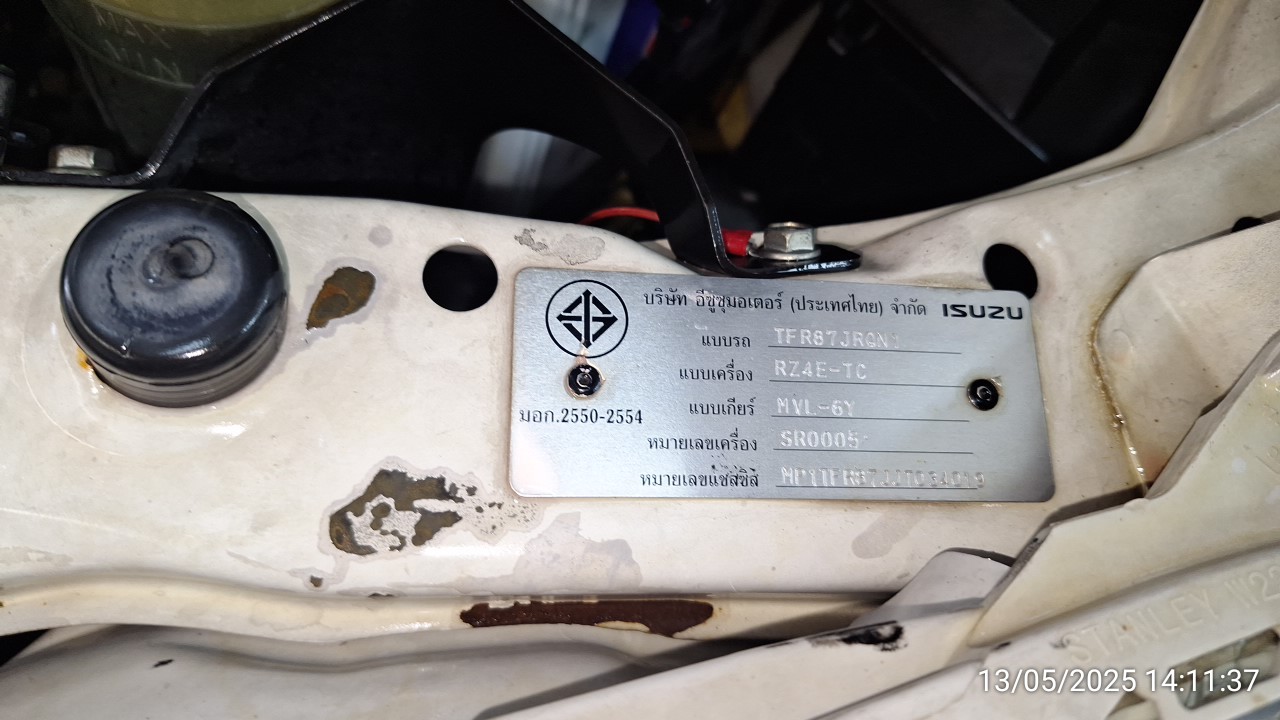 MAX
MIN
บริษัท อีซูซุมอเตอร์ (ประเทศไทย) จำกัด ISUZU
แบบรถ TFR87JRGN
แบบเครื่อง RZ4E-TC
แบบเกียร์ MVL-6Y
มอก.2550-2554
หมายเลขเครื่อง SR0005
หมายเลขแชสซีส์
STANLEY
13/05/2025 14:11:37